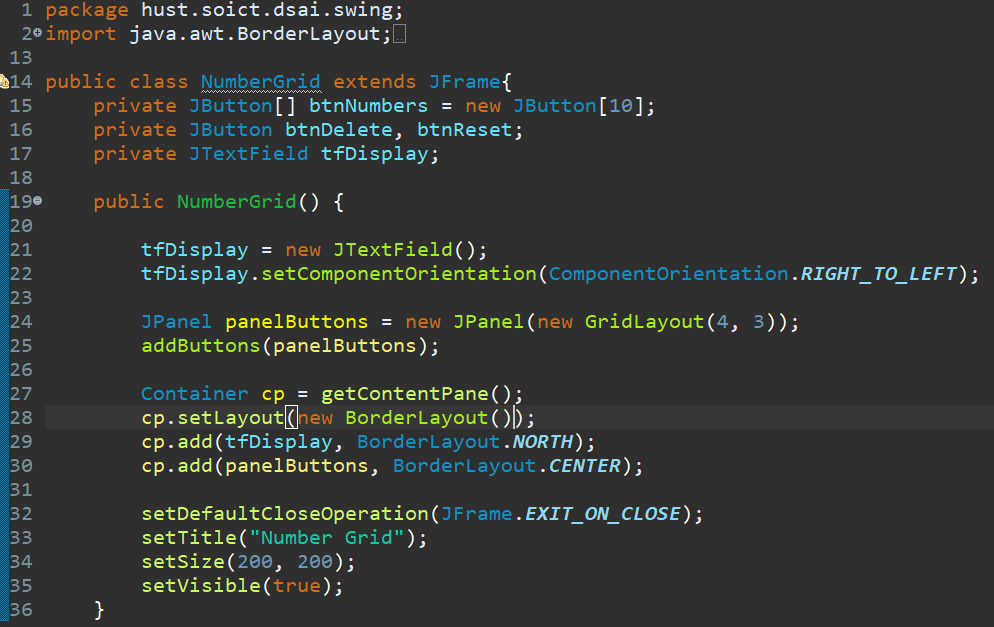 1 package hust.soict.dsai.swing;
2 import java.awt.BorderLayout;
13
14 public class NumberGrid extends JFrame{
15     private JButton[] btnNumbers = new JButton[10];
16     private JButton btnDelete, btnReset;
17     private JTextField tfDisplay;
18
19     public NumberGrid() {
20
21         tfDisplay = new JTextField();
22         tfDisplay.setComponentOrientation(ComponentOrientation.RIGHT_TO_LEFT);
23
24         JPanel panelButtons = new JPanel(new GridLayout(4, 3));
25         addButtons(panelButtons);
26
27         Container cp = getContentPane();
28         cp.setLayout(new BorderLayout());
29         cp.add(tfDisplay, BorderLayout.NORTH);
30         cp.add(panelButtons, BorderLayout.CENTER);
31
32         setDefaultCloseOperation(JFrame.EXIT_ON_CLOSE);
33         setTitle("Number Grid");
34         setSize(200, 200);
35         setVisible(true);
36     }